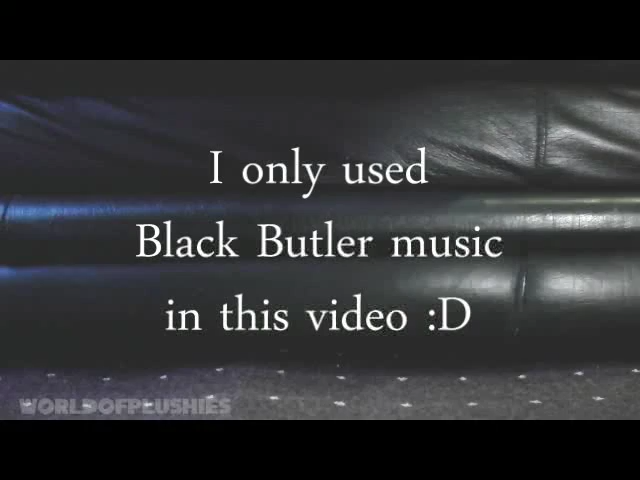 I only used
Black Butler music
in this video :D
WORLDOFPLUSHIES